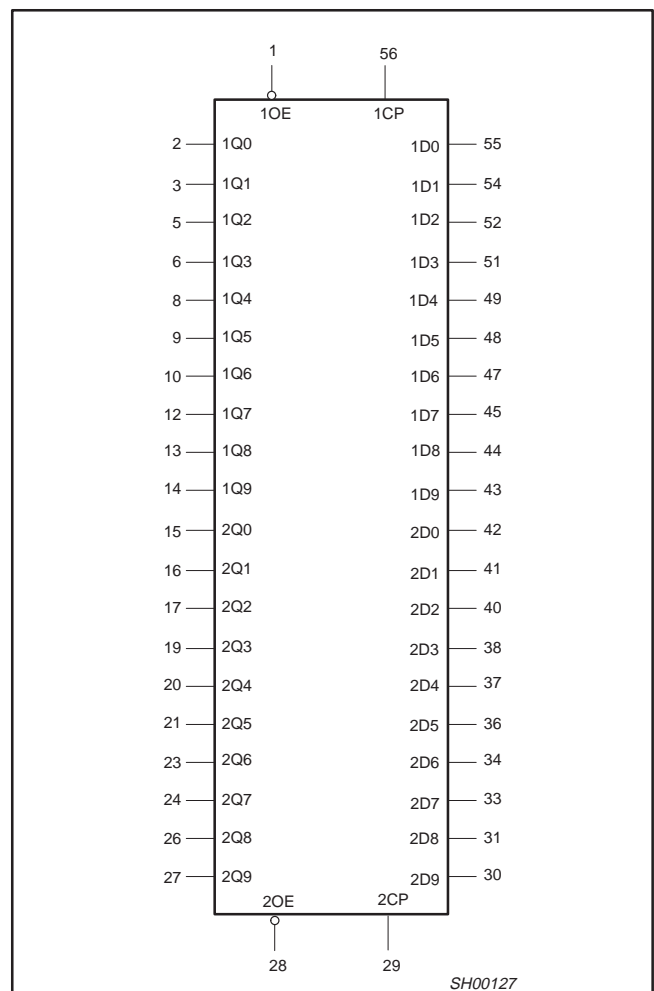 1 56
1OE 1CP
2 1Q0 1D0 55
3 1Q1 1D1 54
5 1Q2 1D2 52
6 1Q3 1D3 51
8 1Q4 1D4 49
9 1Q5 1D5 48
10 1Q6 1D6 47
12 1Q7 1D7 45
13 1Q8 1D8 44
14 1Q9 1D9 43
15 2Q0 2D0 42
16 2Q1 2D1 41
17 2Q2 2D2 40
19 2Q3 2D3 38
20 2Q4 2D4 37
21 2Q5 2D5 36
23 2Q6 2D6 34
24 2Q7 2D7 33
26 2Q8 2D8 31
27 2Q9 2D9 30
2OE 2CP
28 29
SH00127